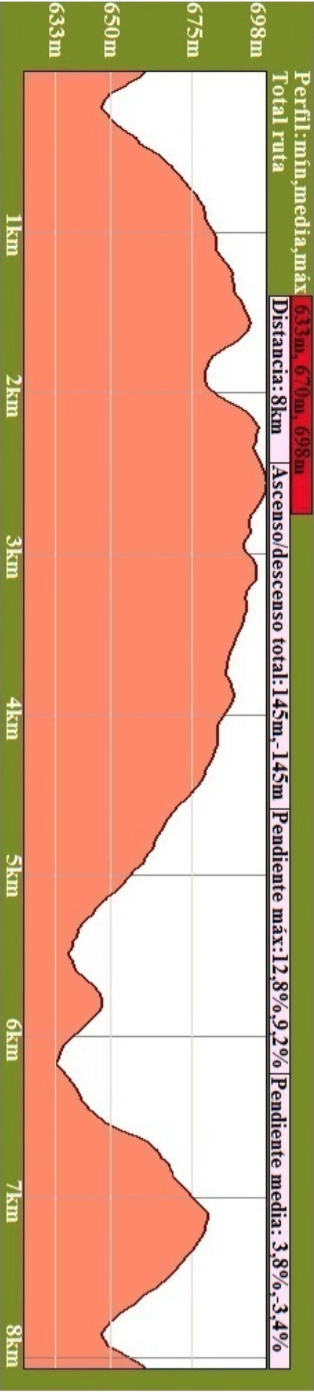 Perfil:mín,media,máx 633m, 670m, 698m
Total ruta Distancia: 8km Ascenso/descenso total:145m,-145m Pendiente máx:12,8%,9,2% Pendiente media: 3,8%,-3,4%
698m
675m
650m
633m
1km 2km 3km 4km 5km 6km 7km 8km